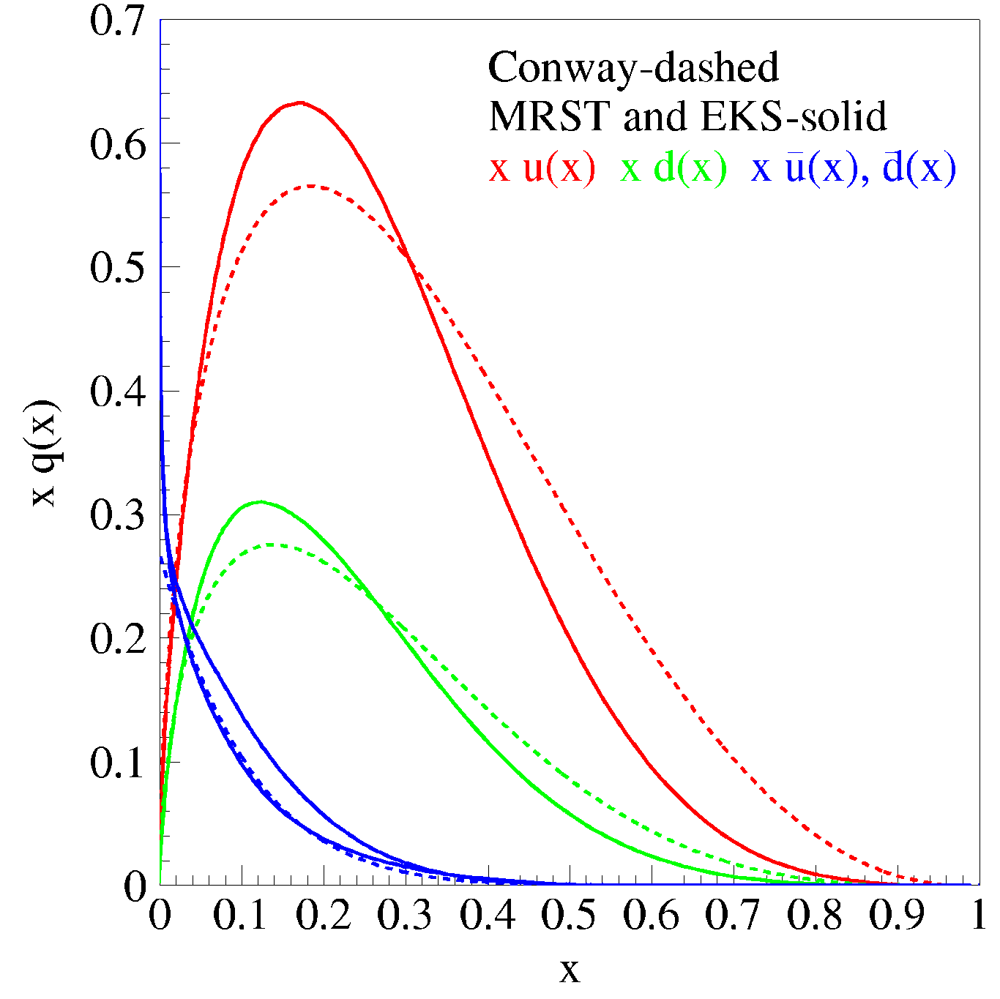 0.7
Conway-dashed
MRST and EKS-solid
x u(x) x d(x) x ū(x), d̄(x)
0.6
0.5
0.4
x q(x)
0.3
0.2
0.1
0
0 0.1 0.2 0.3 0.4 0.5 0.6 0.7 0.8 0.9 1
x